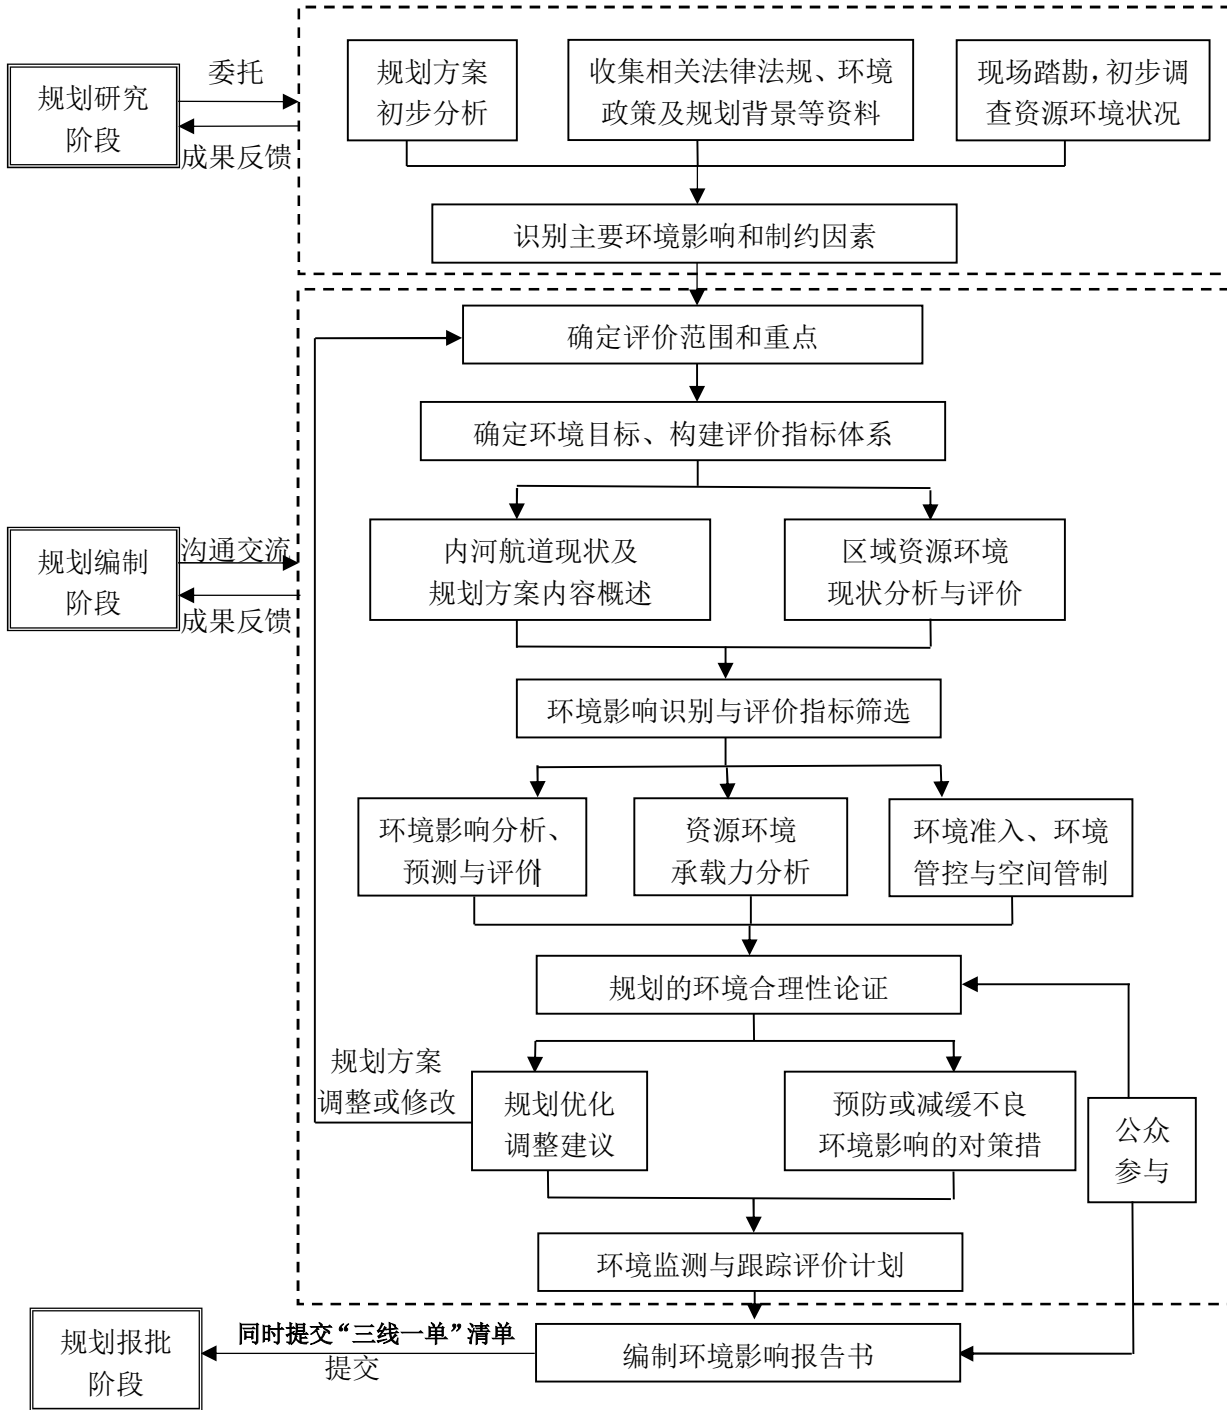 规划研究
阶段
委托
成果反馈
规划方案
初步分析
收集相关法律法规、环境
政策及规划背景等资料
现场踏勘，初步调
查资源环境状况
识别主要环境影响和制约因素
确定评价范围和重点
确定环境目标、构建评价指标体系
规划编制
阶段
沟通交流
成果反馈
内河航道现状及
规划方案内容概述
区域资源环境
现状分析与评价
环境影响识别与评价指标筛选
环境影响分析、
预测与评价
资源环境
承载力分析
环境准入、环境
管控与空间管制
规划的环境合理性论证
规划方案
调整或修改
规划优化
调整建议
预防或减缓不良
环境影响的对策措
公众
参与
环境监测与跟踪评价计划
规划报批
阶段
同时提交“三线一单”清单
提交
编制环境影响报告书